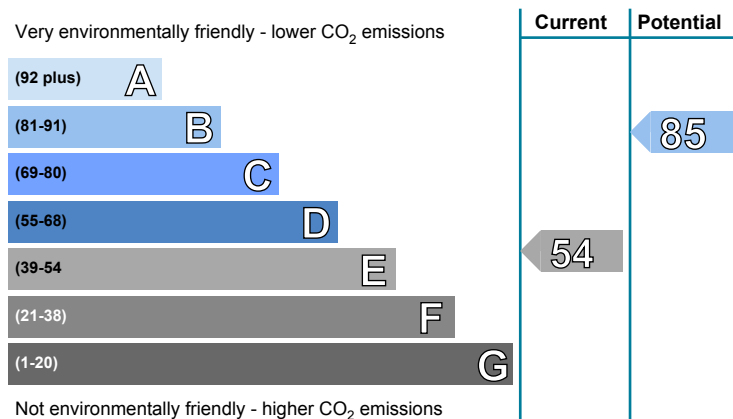 Current Potential
Very environmentally friendly - lower CO₂ emissions
(92 plus) A
(81-91) B
85
(69-80) C
(55-68) D
54
(39-54 E
(21-38) F
(1-20) G
Not environmentally friendly - higher CO₂ emissions